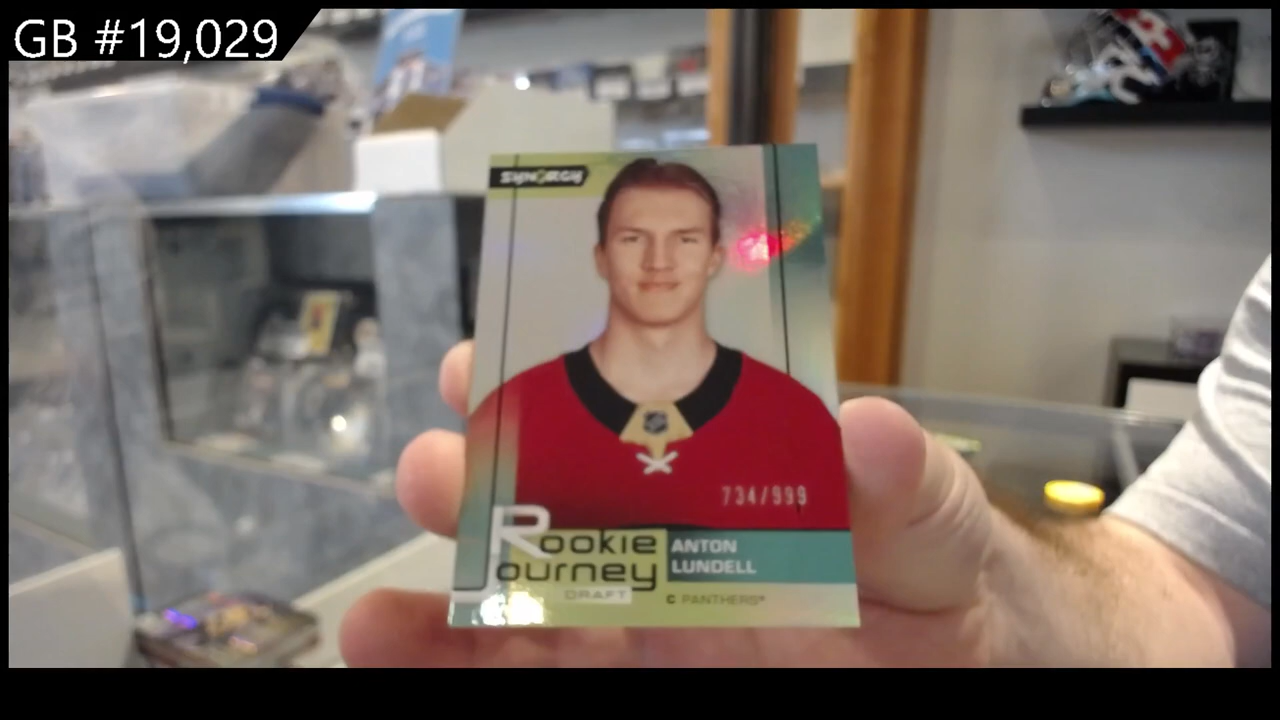 GB #19,029
SYNERGY
734/999
Rookie
Journey
DRAFT
ANTON
LUNDELL
C PANTHERS